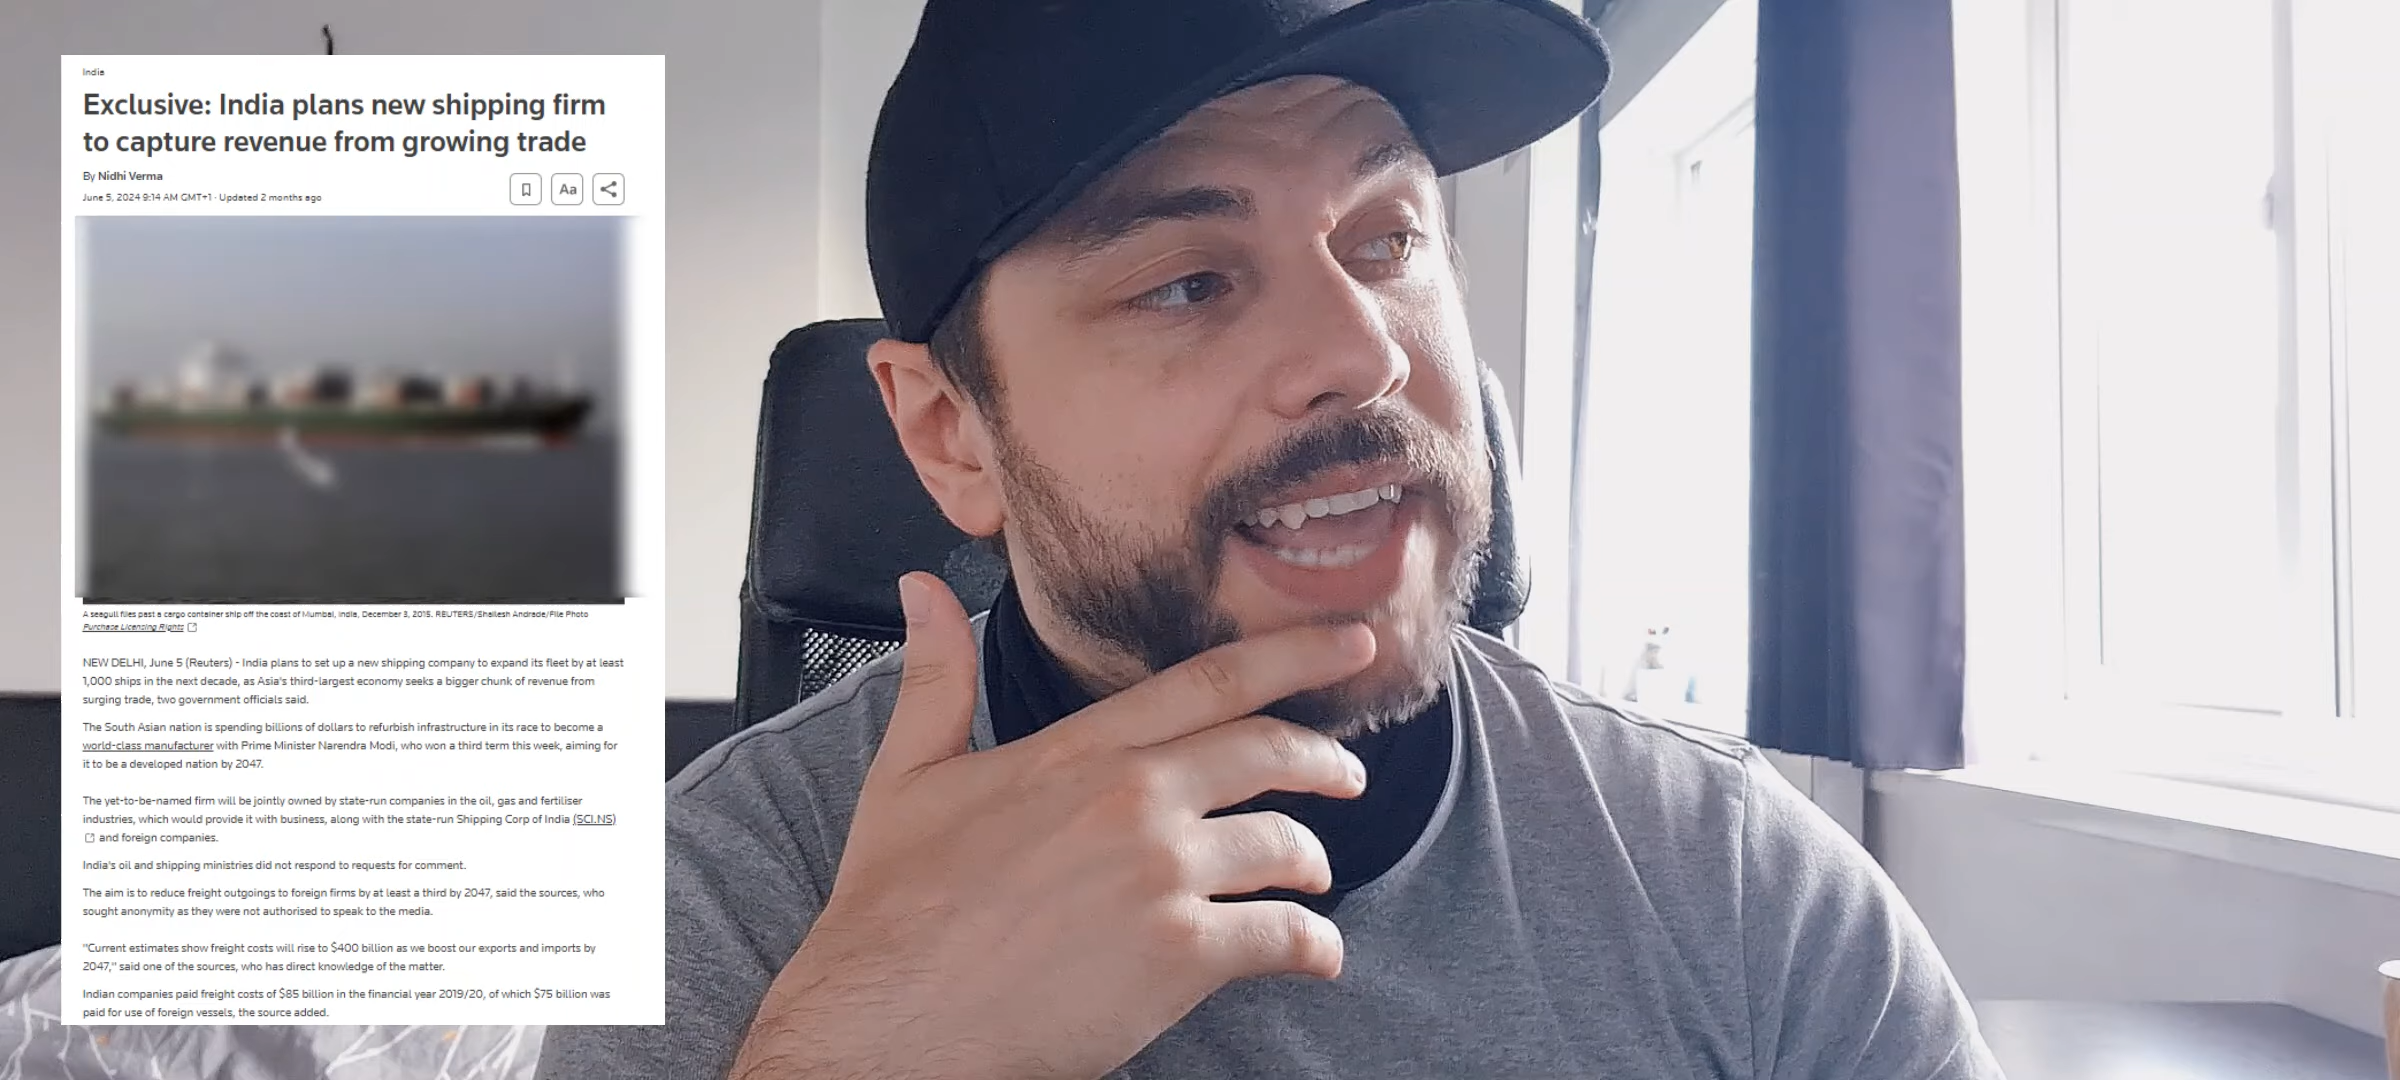 India
Exclusive: India plans new shipping firm
to capture revenue from growing trade
By Nidhi Verma
June 5, 2024 9:14 AM GMT+1 · Updated 2 months ago
Aa
A seagull flies past a cargo container ship off the coast of Mumbai, India, December 3, 2015. REUTERS/Shailesh Andrade/File Photo
Purchase Licensing Rights
NEW DELHI, June 5 (Reuters) - India plans to set up a new shipping company to expand its fleet by at least
1,000 ships in the next decade, as Asia's third-largest economy seeks a bigger chunk of revenue from
surging trade, two government officials said.
The South Asian nation is spending billions of dollars to refurbish infrastructure in its race to become a
world-class manufacturer with Prime Minister Narendra Modi, who won a third term this week, aiming for
it to be a developed nation by 2047.
The yet-to-be-named firm will be jointly owned by state-run companies in the oil, gas and fertiliser
industries, which would provide it with business, along with the state-run Shipping Corp of India (SCI.NS)
and foreign companies.
India's oil and shipping ministries did not respond to requests for comment.
The aim is to reduce freight outgoings to foreign firms by at least a third by 2047, said the sources, who
sought anonymity as they were not authorised to speak to the media.
"Current estimates show freight costs will rise to $400 billion as we boost our exports and imports by
2047," said one of the sources, who has direct knowledge of the matter.
Indian companies paid freight costs of $85 billion in the financial year 2019/20, of which $75 billion was
paid for use of foreign vessels, the source added.